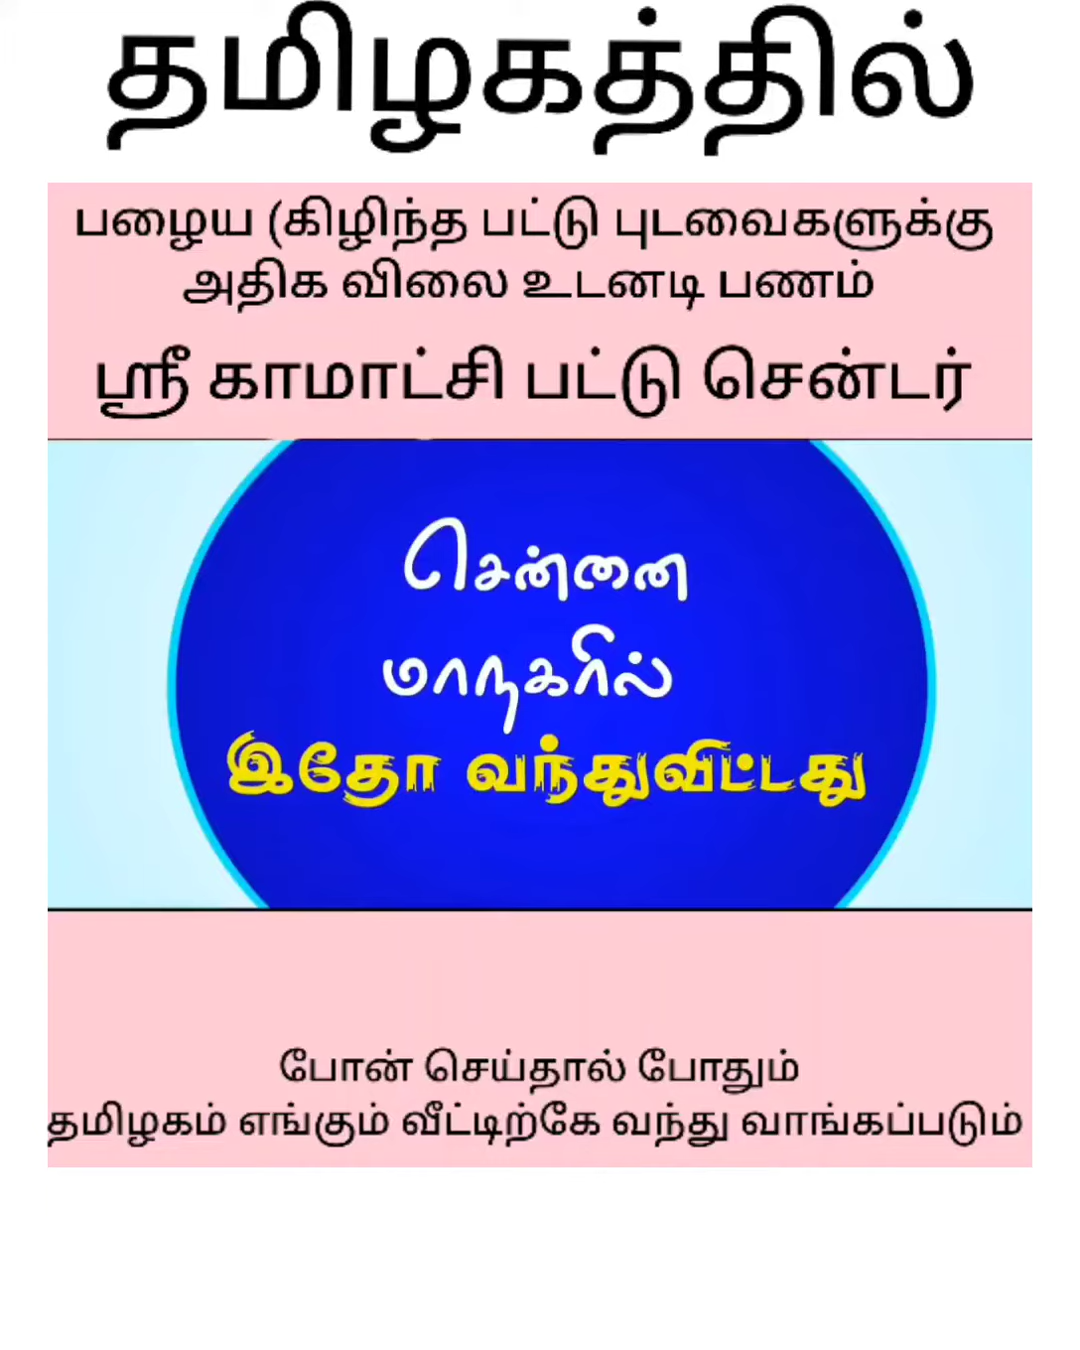 தமிழகத்தில்
பழைய (கிழிந்த பட்டு புடவைகளுக்கு
அதிக விலை உடனடி பணம்
ஸ்ரீ காமாட்சி பட்டு சென்டர்
சென்னை
மாநகரில்
இதோ வந்துவிட்டது
போன் செய்தால் போதும்
தமிழகம் எங்கும் வீட்டிற்கே வந்து வாங்கப்படும்